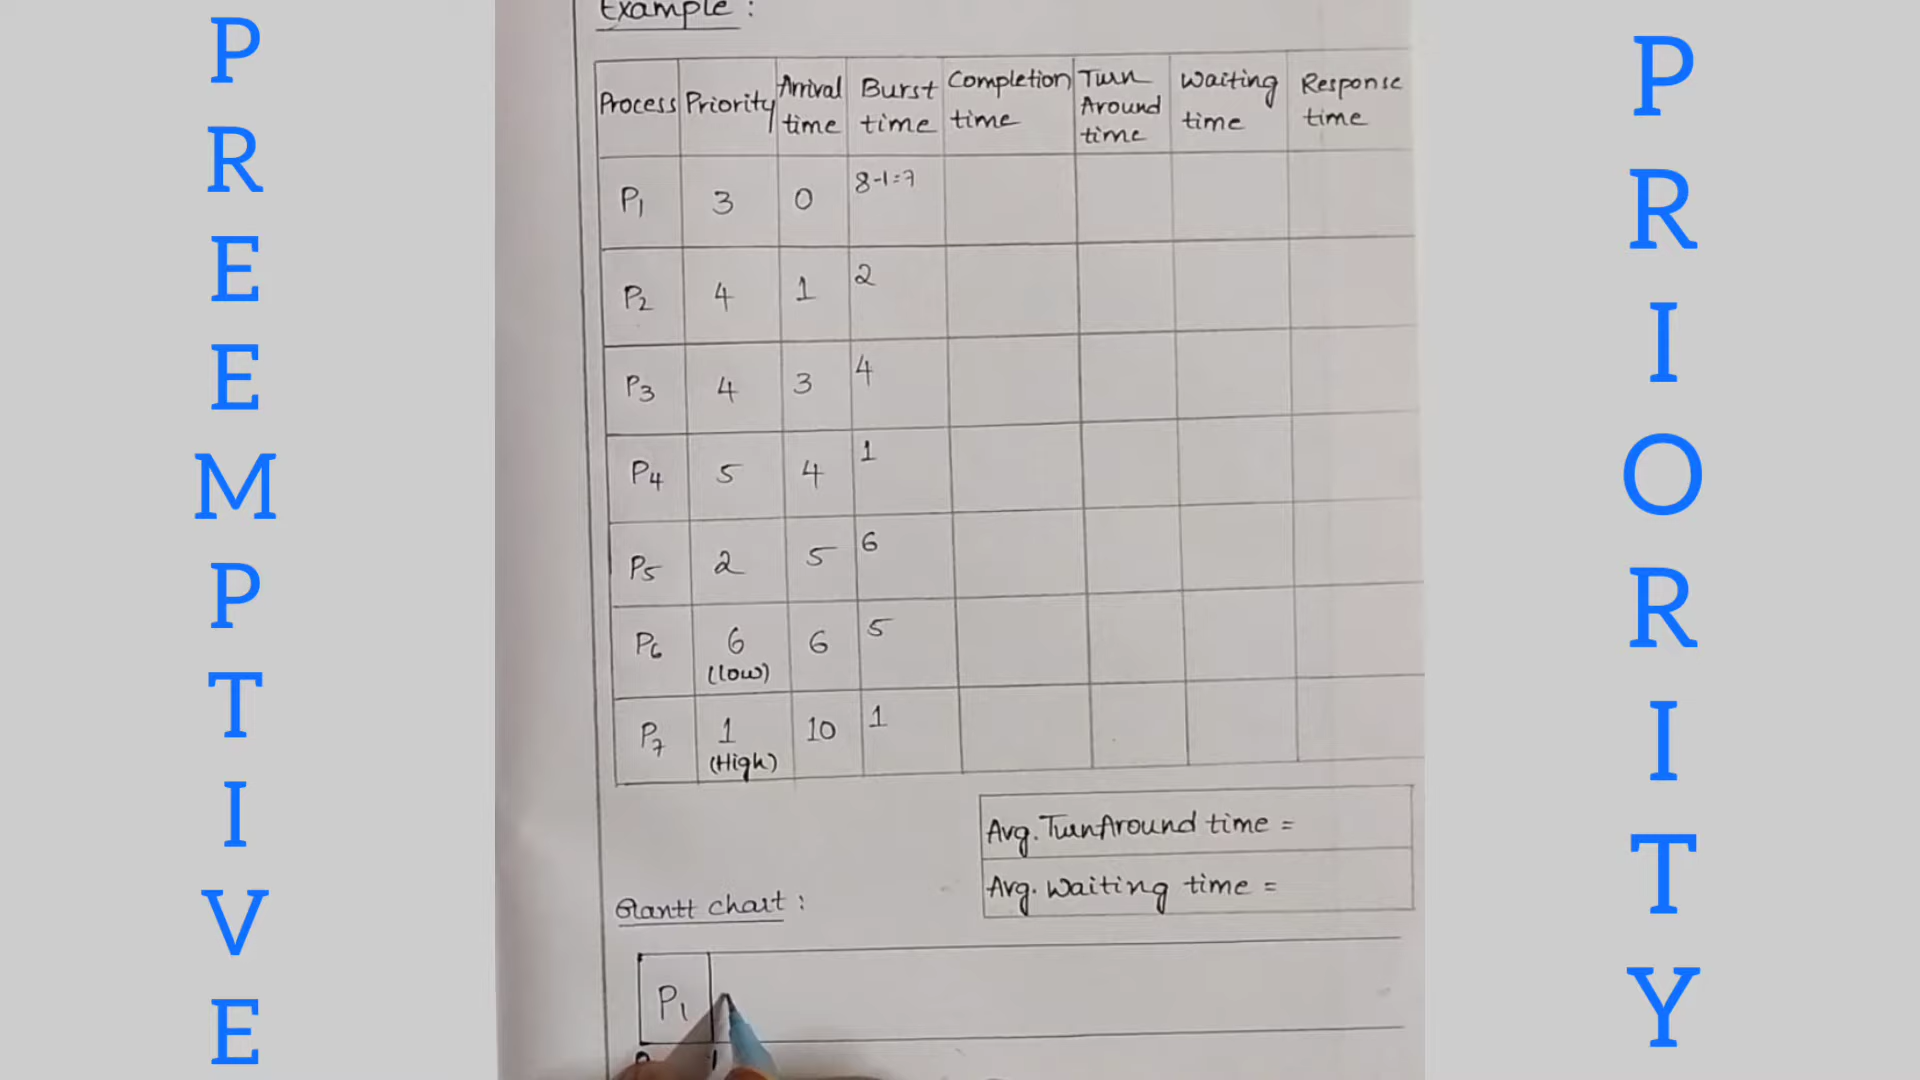 PREEMPTIVE
Example :
Process Priority Arrival time Burst time Completion time Turn Around time Waiting time Response time
P1 3 0 8-1=7
P2 4 1 2
P3 4 3 4
P4 5 4 1
P5 2 5 6
P6 6 (low) 6 5
P7 1 (High) 10 1
Avg. TurnAround time =
Avg. Waiting time =
Gantt chart :
P1
0 1
PRIORITY